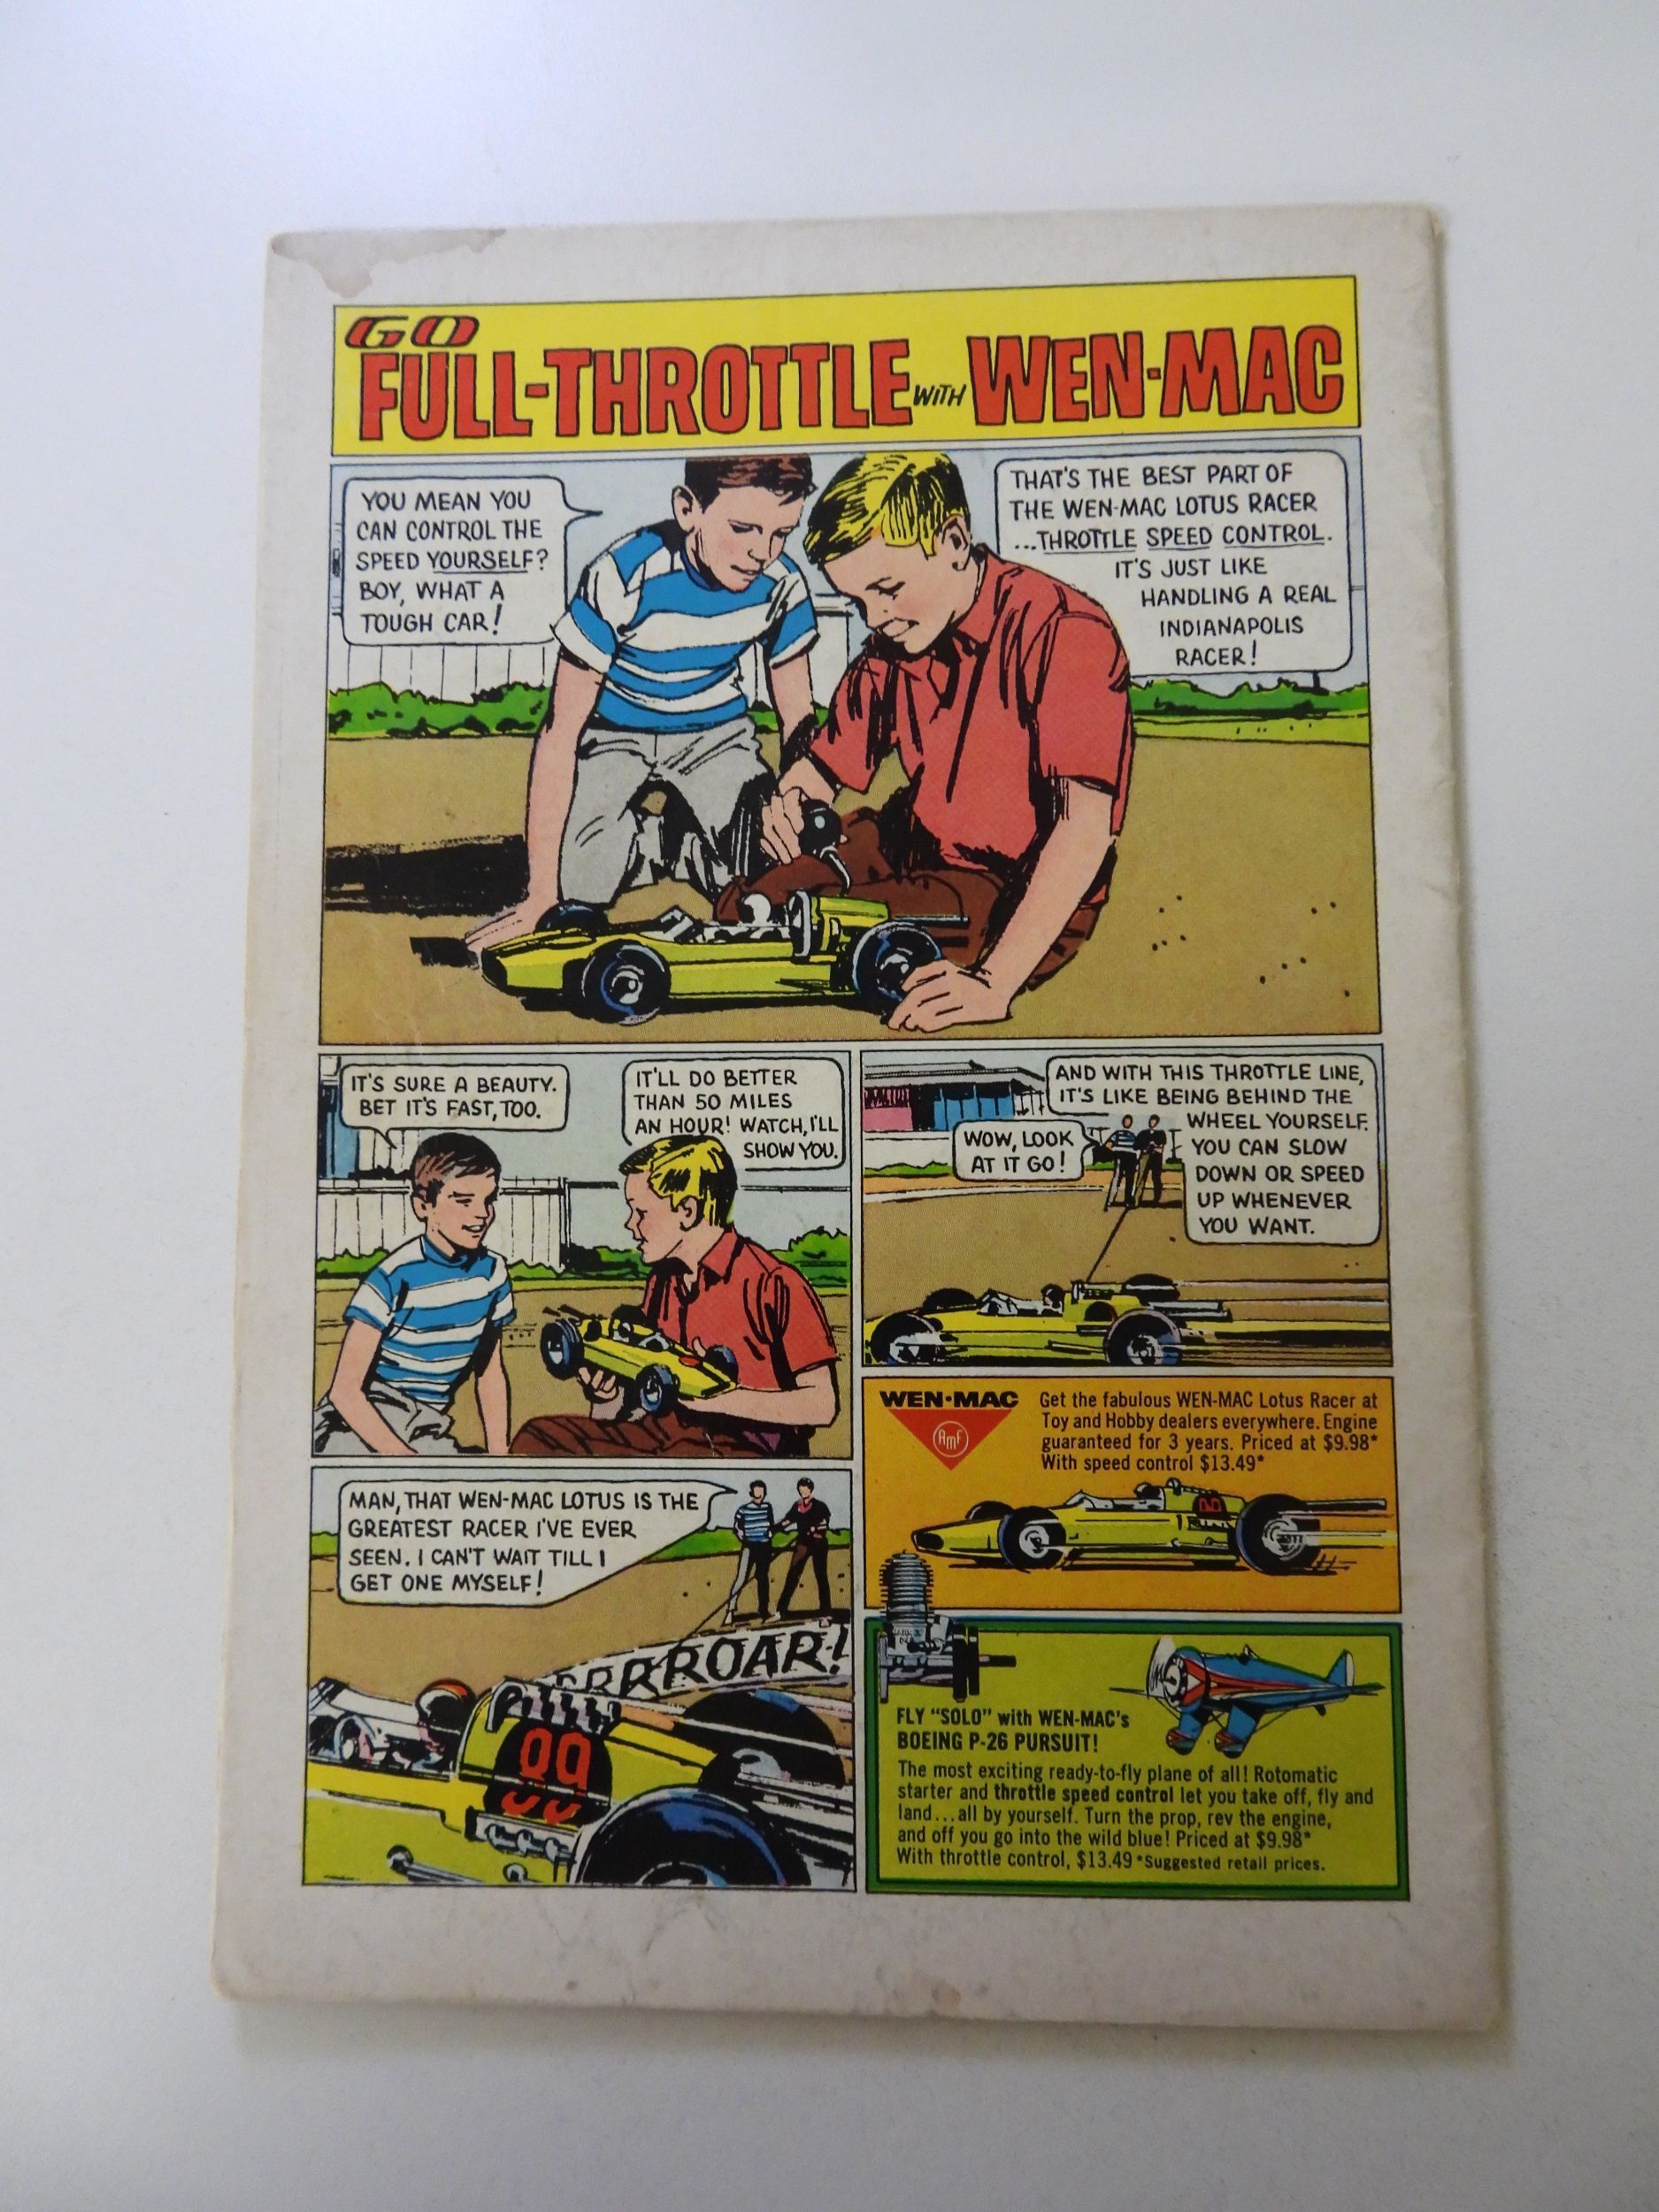 GO
FULL-THROTTLE WITH WEN-MAC
YOU MEAN YOU
CAN CONTROL THE
SPEED YOURSELF?
BOY, WHAT A
TOUGH CAR!
THAT'S THE BEST PART OF
THE WEN-MAC LOTUS RACER
...THROTTLE SPEED CONTROL.
IT'S JUST LIKE
HANDLING A REAL
INDIANAPOLIS
RACER!
IT'S SURE A BEAUTY.
BET IT'S FAST, TOO.
IT'LL DO BETTER
THAN 50 MILES
AN HOUR! WATCH, I'LL
SHOW YOU.
AND WITH THIS THROTTLE LINE,
IT'S LIKE BEING BEHIND THE
WHEEL YOURSELF.
YOU CAN SLOW
DOWN OR SPEED
UP WHENEVER
YOU WANT.
WOW, LOOK
AT IT GO!
MAN, THAT WEN-MAC LOTUS IS THE
GREATEST RACER I'VE EVER
SEEN. I CAN'T WAIT TILL I
GET ONE MYSELF!
RRRROAR!
99
WEN·MAC
AMF
Get the fabulous WEN-MAC Lotus Racer at
Toy and Hobby dealers everywhere. Engine
guaranteed for 3 years. Priced at $9.98*
With speed control $13.49*
FLY "SOLO" with WEN-MAC's
BOEING P-26 PURSUIT!
The most exciting ready-to-fly plane of all! Rotomatic
starter and throttle speed control let you take off, fly and
land...all by yourself. Turn the prop, rev the engine,
and off you go into the wild blue! Priced at $9.98*
With throttle control, $13.49 *Suggested retail prices.